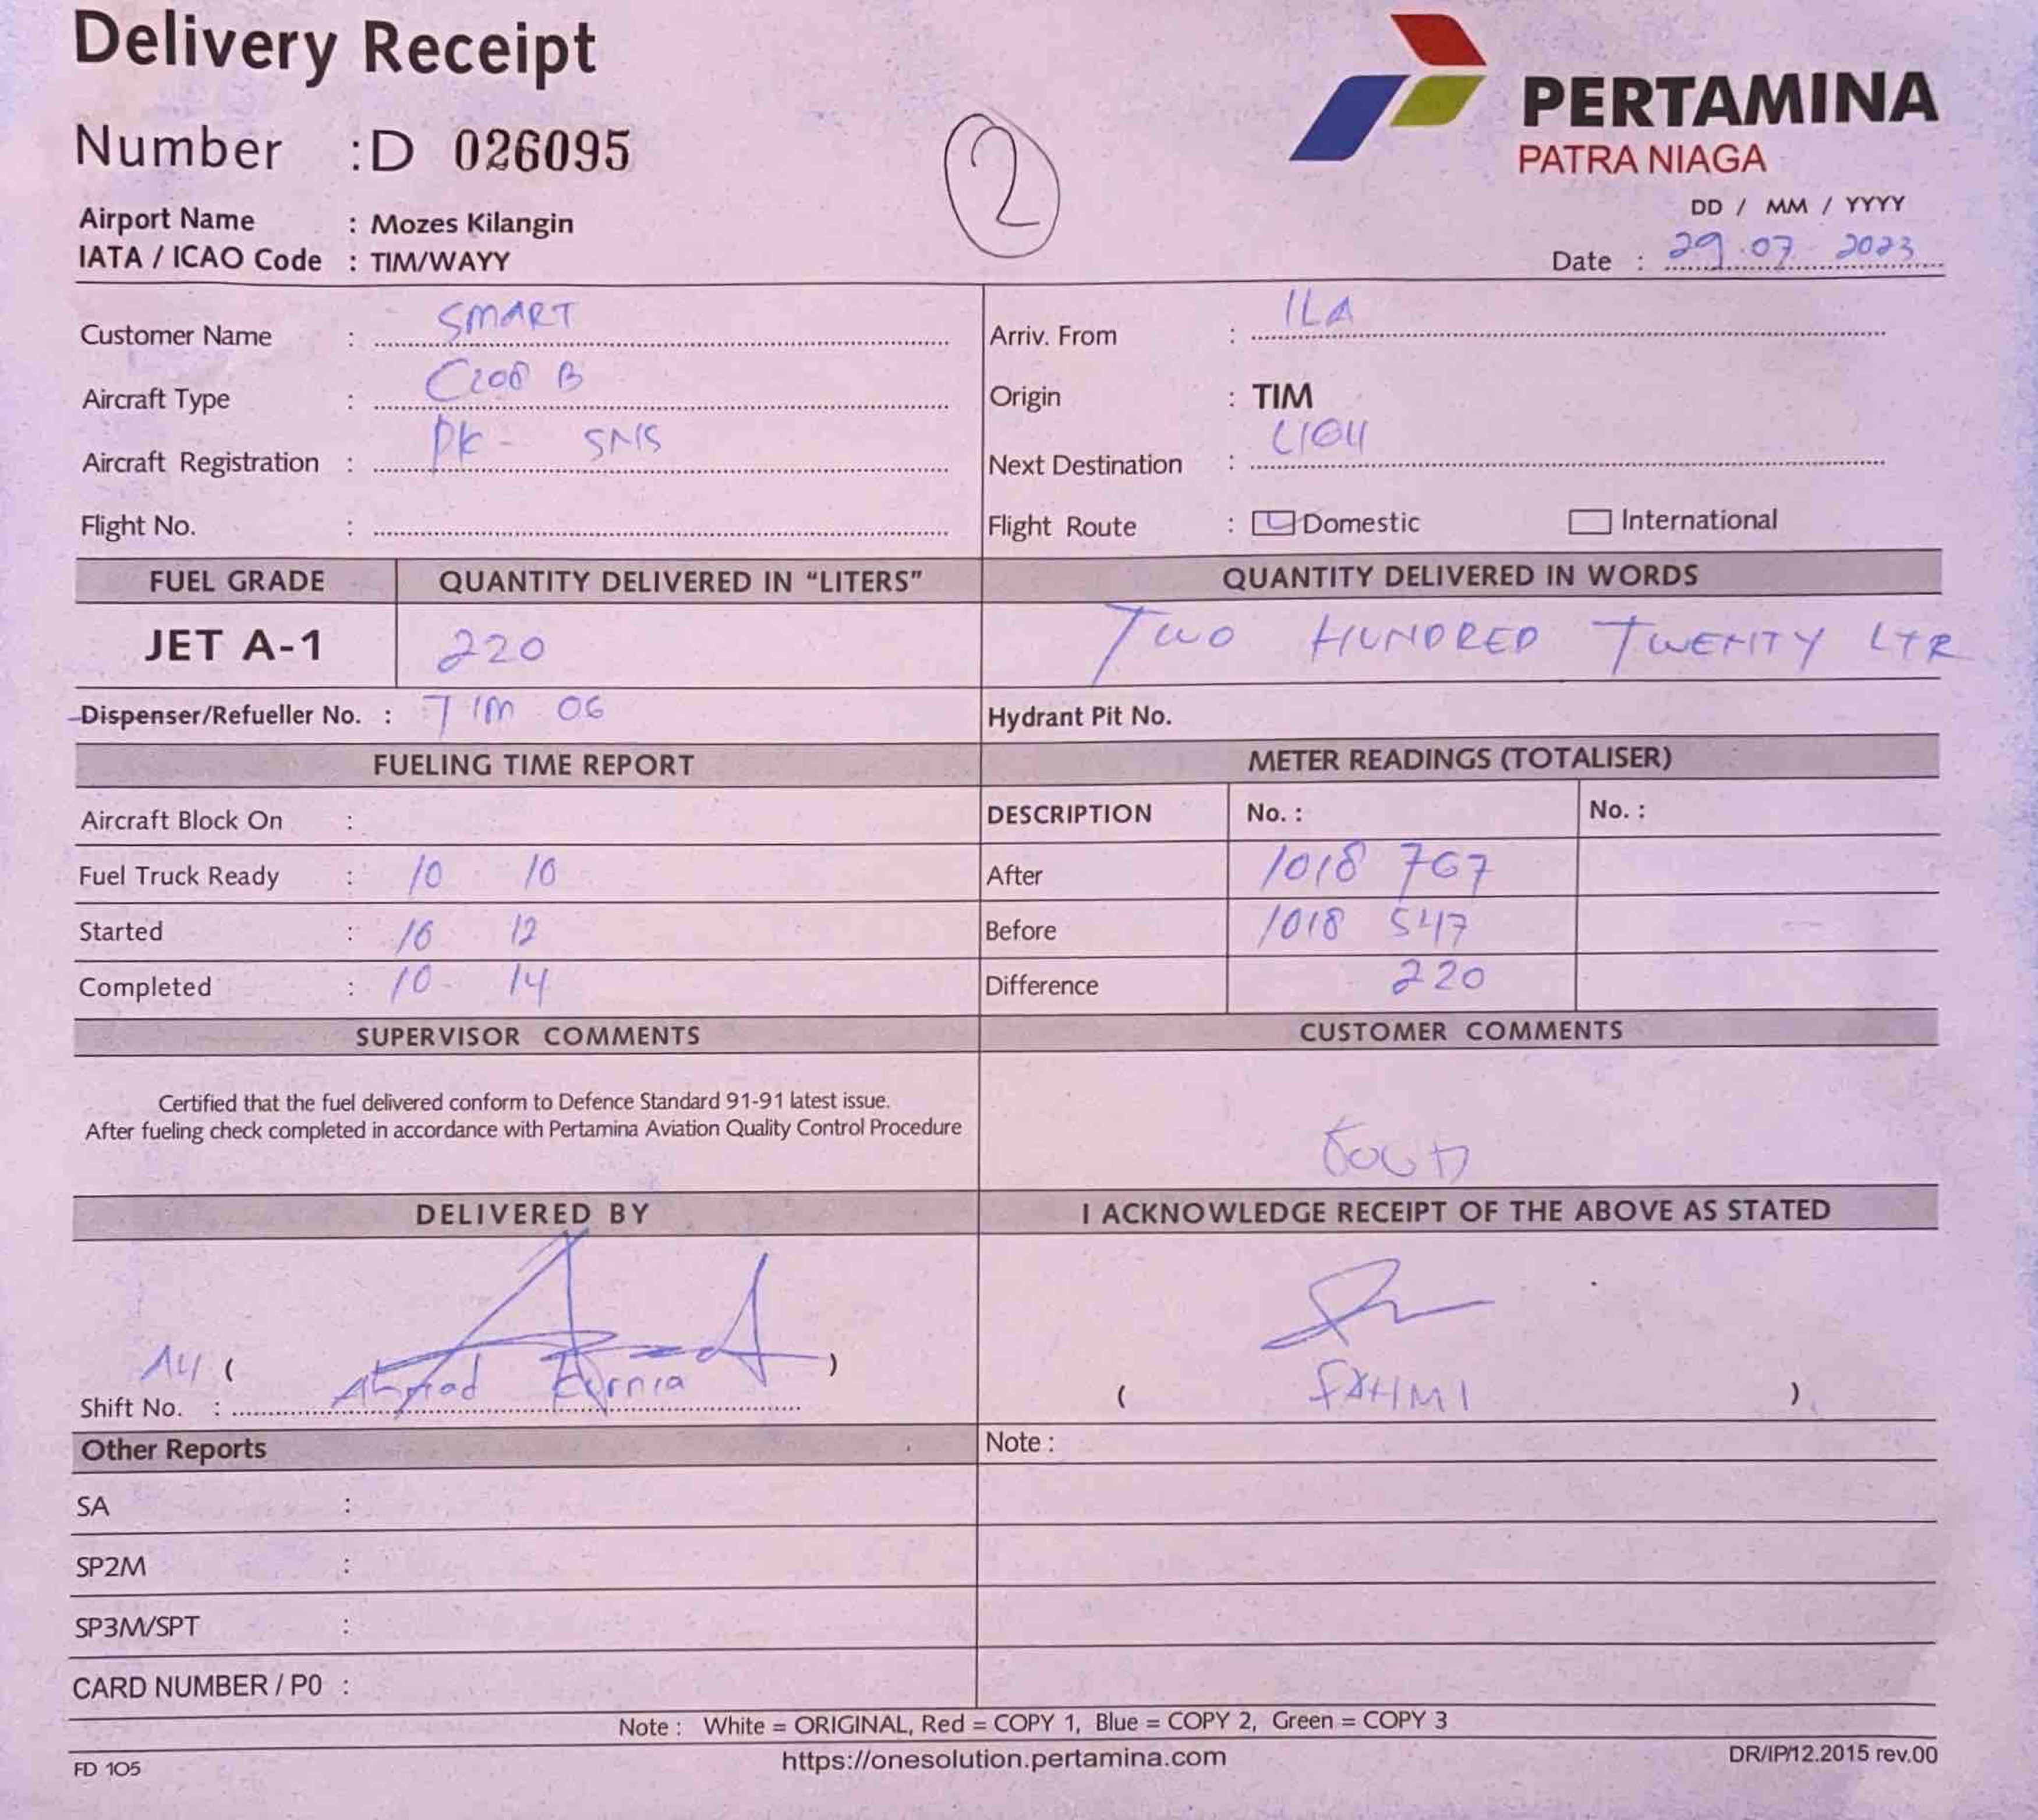 Delivery Receipt
PERTAMINA
PATRA NIAGA
Number : D 026095
2
Airport Name : Mozes Kilangin
IATA / ICAO Code : TIM/WAYY
DD / MM / YYYY
Date : 29.07 2023
Customer Name : SMART
Arriv. From : ILA
Aircraft Type : C208 B
Origin : TIM
Aircraft Registration : PK - SNS
Next Destination :
Flight No. :
Flight Route : Domestic International
FUEL GRADE QUANTITY DELIVERED IN “LITERS” QUANTITY DELIVERED IN WORDS
JET A-1 220 TWO HUNDRED TWENTY LTR
Dispenser/Refueller No. : TIM 06 Hydrant Pit No.
FUELING TIME REPORT METER READINGS (TOTALISER)
Aircraft Block On : DESCRIPTION No. : No. :
Fuel Truck Ready : 10 10 After 1018 767
Started : 10 12 Before 1018 547
Completed : 10 - 14 Difference 220
SUPERVISOR COMMENTS CUSTOMER COMMENTS
Certified that the fuel delivered conform to Defence Standard 91-91 latest issue.
After fueling check completed in accordance with Pertamina Aviation Quality Control Procedure
DELIVERED BY I ACKNOWLEDGE RECEIPT OF THE ABOVE AS STATED
14 ( Ahmad Kurnia )
Shift No. :
( FAHMI )
Other Reports Note :
SA :
SP2M :
SP3M/SPT :
CARD NUMBER / P0 :
Note : White = ORIGINAL, Red = COPY 1, Blue = COPY 2, Green = COPY 3
FD 105 https://onesolution.pertamina.com DR/IP/12.2015 rev.00